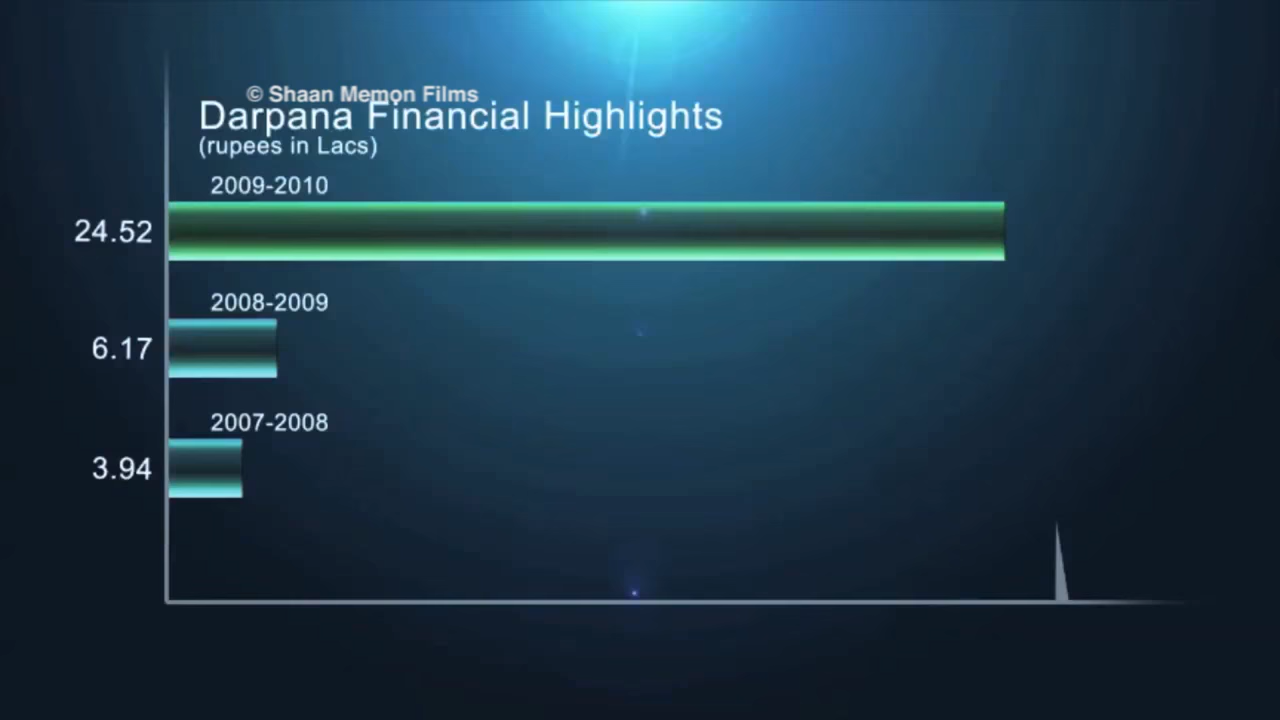 © Shaan Memon Films
Darpana Financial Highlights
(rupees in Lacs)
2009-2010
24.52
2008-2009
6.17
2007-2008
3.94